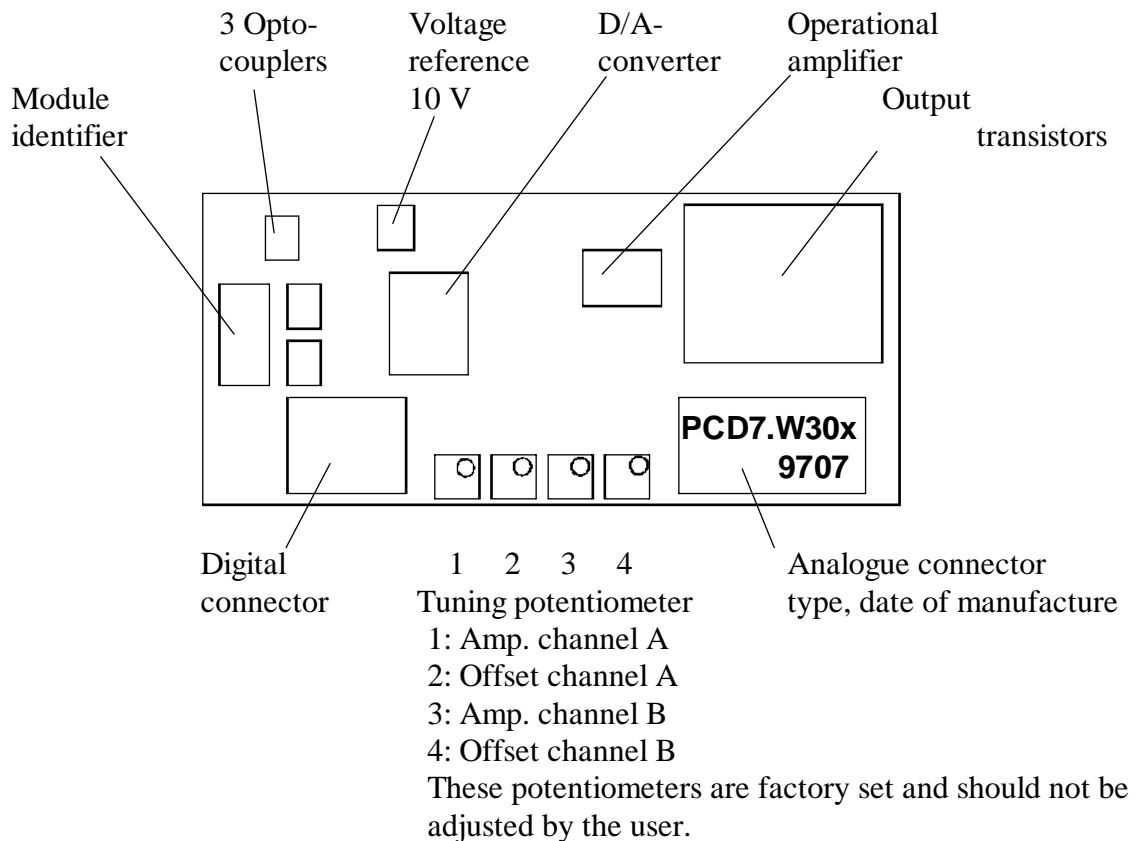 3 Opto-
couplers
Voltage
reference
10 V
D/A-
converter
Operational
amplifier
Module
identifier
Output
transistors
PCD7.W30x
9707
Digital
connector
1 2 3 4
Tuning potentiometer
1: Amp. channel A
2: Offset channel A
3: Amp. channel B
4: Offset channel B
These potentiometers are factory set and should not be
adjusted by the user.
Analogue connector
type, date of manufacture